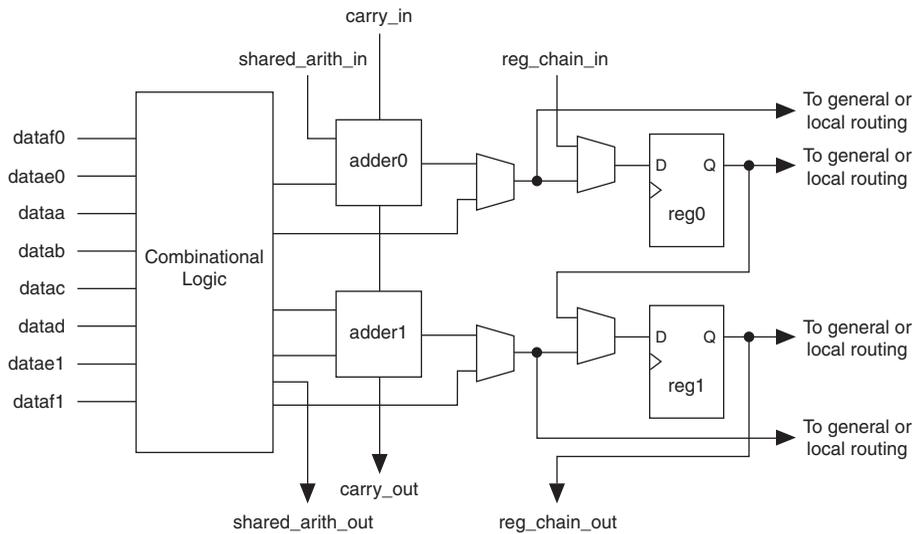 carry_in
shared_arith_in
reg_chain_in
To general or
local routing
dataf0
adder0
D Q
To general or
local routing
datae0
dataa
reg0
datab
Combinational
Logic
datac
datad
adder1
D Q
To general or
local routing
datae1
reg1
dataf1
To general or
local routing
carry_out
shared_arith_out
reg_chain_out